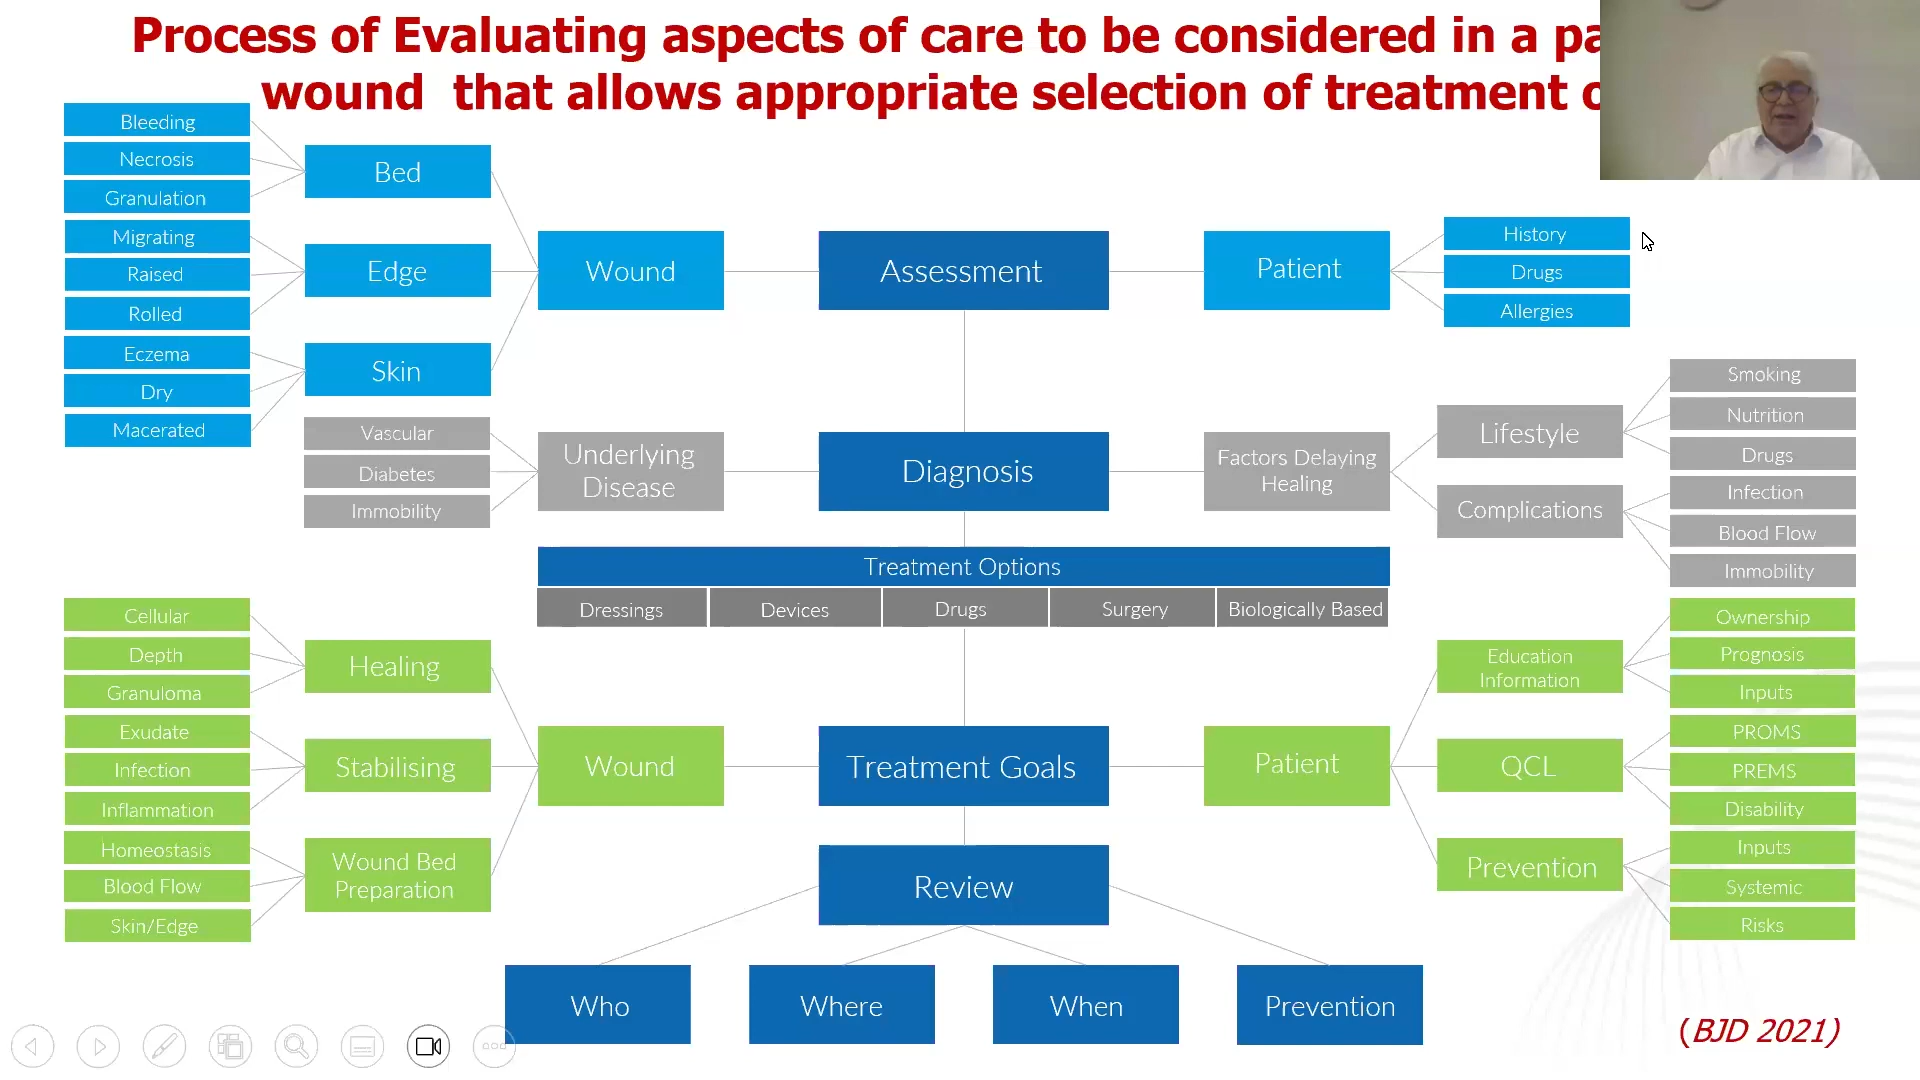 Process of Evaluating aspects of care to be considered in a
wound that allows appropriate selection of treatment
Bleeding
Necrosis
Granulation
Migrating
Raised
Rolled
Eczema
Dry
Macerated
Bed
Edge
Skin
Wound
Assessment
Patient
History
Drugs
Allergies
Vascular
Diabetes
Immobility
Underlying
Disease
Diagnosis
Factors Delaying
Healing
Lifestyle
Complications
Smoking
Nutrition
Drugs
Infection
Blood Flow
Immobility
Treatment Options
Dressings
Devices
Drugs
Surgery
Biologically Based
Cellular
Depth
Granuloma
Exudate
Infection
Inflammation
Homeostasis
Blood Flow
Skin/Edge
Healing
Stabilising
Wound Bed
Preparation
Wound
Treatment Goals
Patient
Education
Information
QCL
Prevention
Ownership
Prognosis
Inputs
PROMS
PREMS
Disability
Inputs
Systemic
Risks
Review
Who
Where
When
Prevention
(BJD 2021)